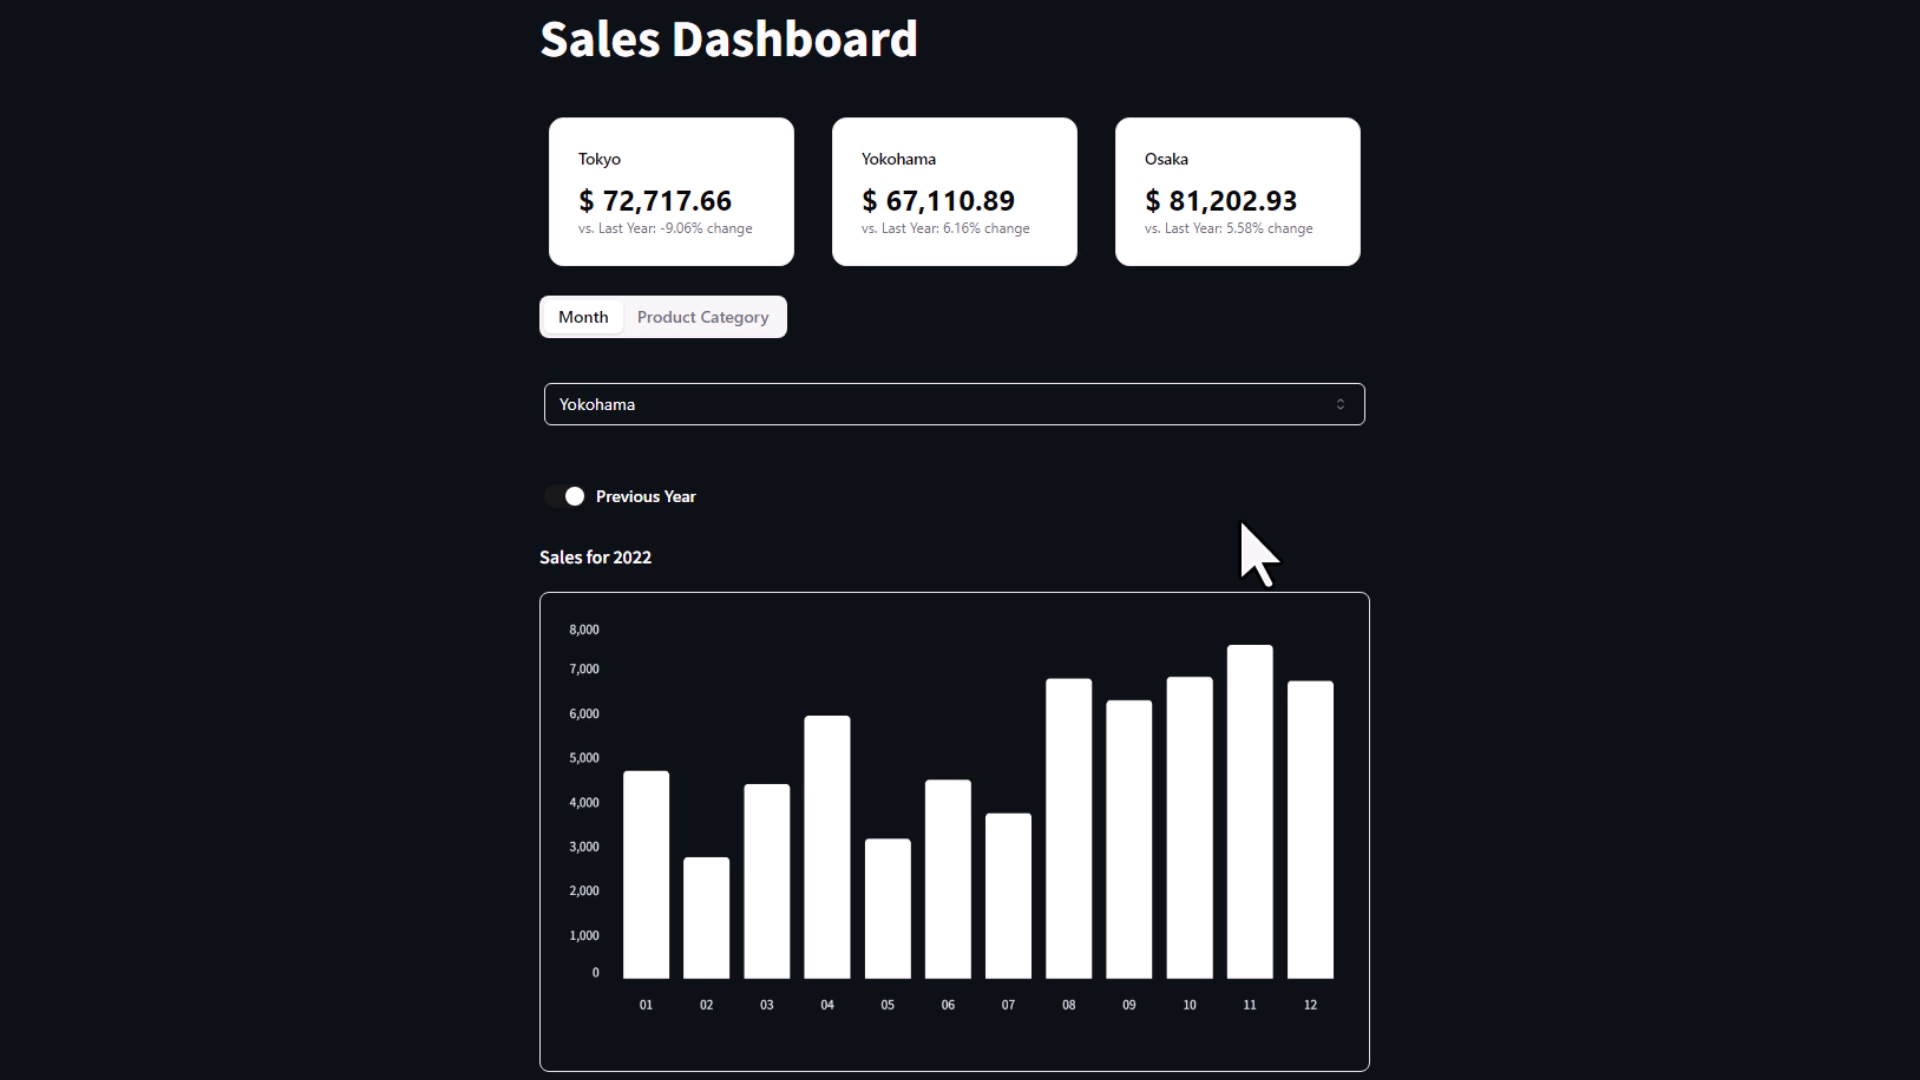 Sales Dashboard
Tokyo
$ 72,717.66
vs. Last Year: -9.06% change
Yokohama
$ 67,110.89
vs. Last Year: 6.16% change
Osaka
$ 81,202.93
vs. Last Year: 5.58% change
Month Product Category
Yokohama
Previous Year
Sales for 2022
8,000
7,000
6,000
5,000
4,000
3,000
2,000
1,000
0
01 02 03 04 05 06 07 08 09 10 11 12